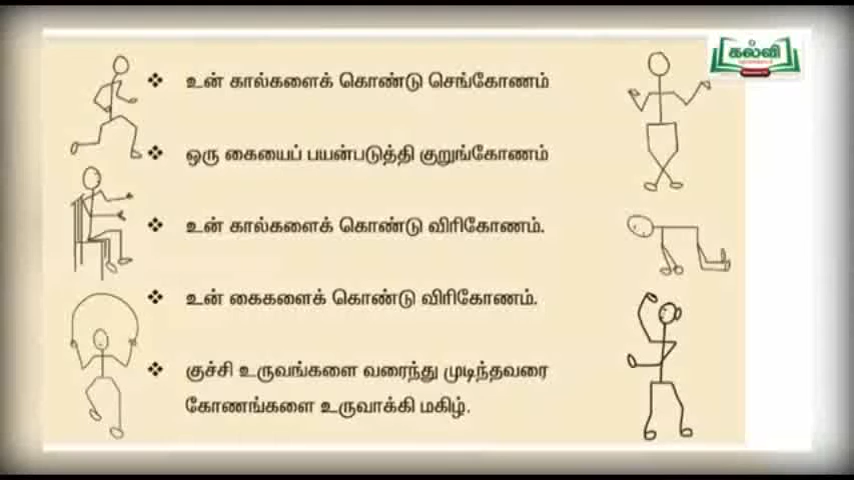 கல்வி
❖ உன் கால்களைக் கொண்டு செங்கோணம்
❖ ஒரு கையைப் பயன்படுத்தி குறுங்கோணம்
❖ உன் கால்களைக் கொண்டு விரிகோணம்.
❖ உன் கைகளைக் கொண்டு விரிகோணம்.
❖ குச்சி உருவங்களை வரைந்து முடிந்தவரை
கோணங்களை உருவாக்கி மகிழ்.